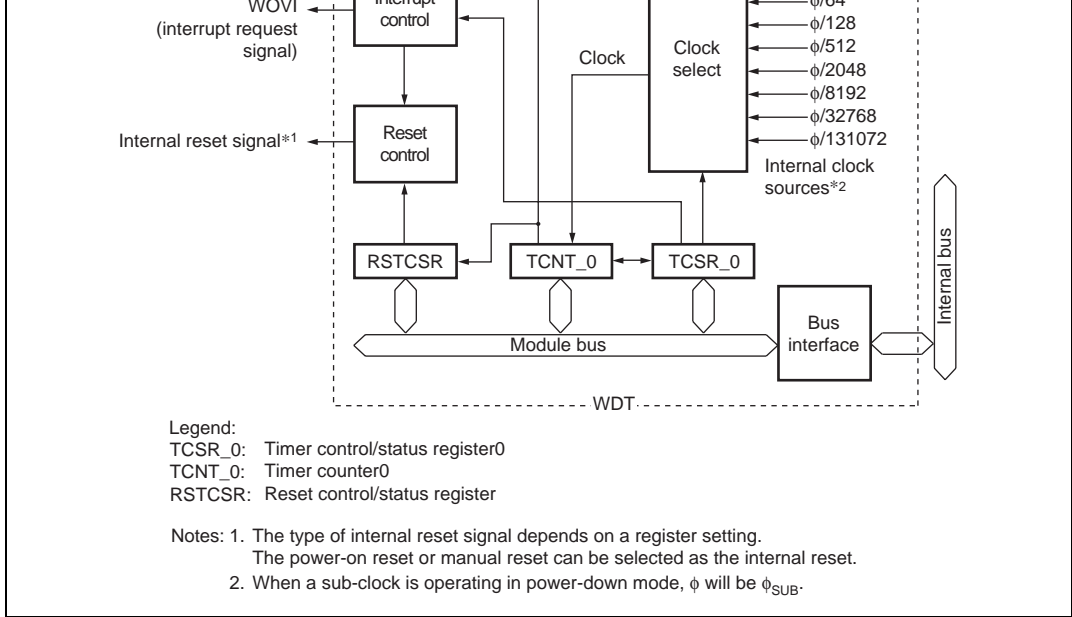 WOVI
(interrupt request
signal)
Interrupt
control
Clock
Clock
select
ϕ/64
ϕ/128
ϕ/512
ϕ/2048
ϕ/8192
ϕ/32768
ϕ/131072
Internal clock
sources*2
Internal reset signal*1
Reset
control
RSTCSR
TCNT_0
TCSR_0
Module bus
Bus
interface
Internal bus
WDT
Legend:
TCSR_0: Timer control/status register0
TCNT_0: Timer counter0
RSTCSR: Reset control/status register
Notes: 1. The type of internal reset signal depends on a register setting.
The power-on reset or manual reset can be selected as the internal reset.
2. When a sub-clock is operating in power-down mode, ϕ will be ϕSUB.